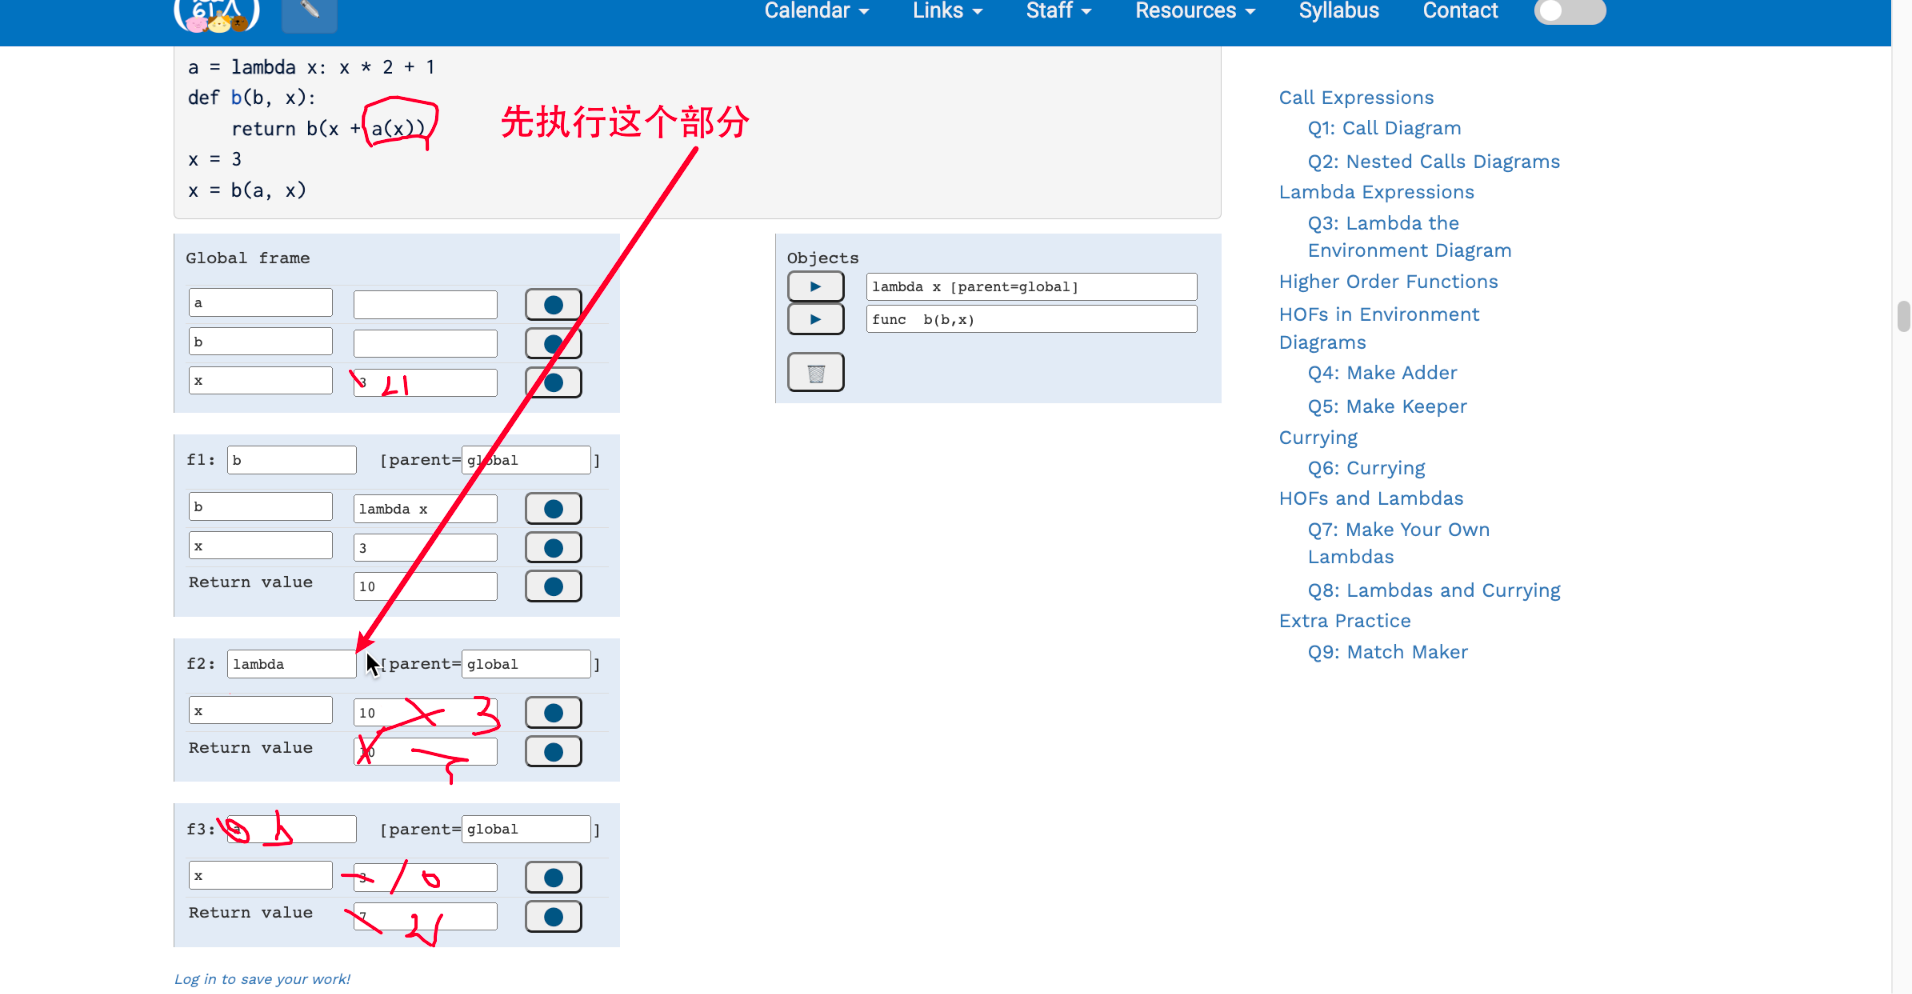 61A
Calendar
Links
Staff
Resources
Syllabus
Contact
a = lambda x: x * 2 + 1
def b(b, x):
return b(x + a(x))
x = 3
x = b(a, x)
先执行这个部分
Global frame
a
b
x 3 21
f1: b [parent=global]
b lambda x
x 3
Return value 10
f2: lambda [parent=global]
x 10 3
Return value
f3: b [parent=global]
x 3 10
Return value 7 21
Log in to save your work!
Objects
lambda x [parent=global]
func b(b,x)
Call Expressions
Q1: Call Diagram
Q2: Nested Calls Diagrams
Lambda Expressions
Q3: Lambda the
Environment Diagram
Higher Order Functions
HOFs in Environment
Diagrams
Q4: Make Adder
Q5: Make Keeper
Currying
Q6: Currying
HOFs and Lambdas
Q7: Make Your Own
Lambdas
Q8: Lambdas and Currying
Extra Practice
Q9: Match Maker